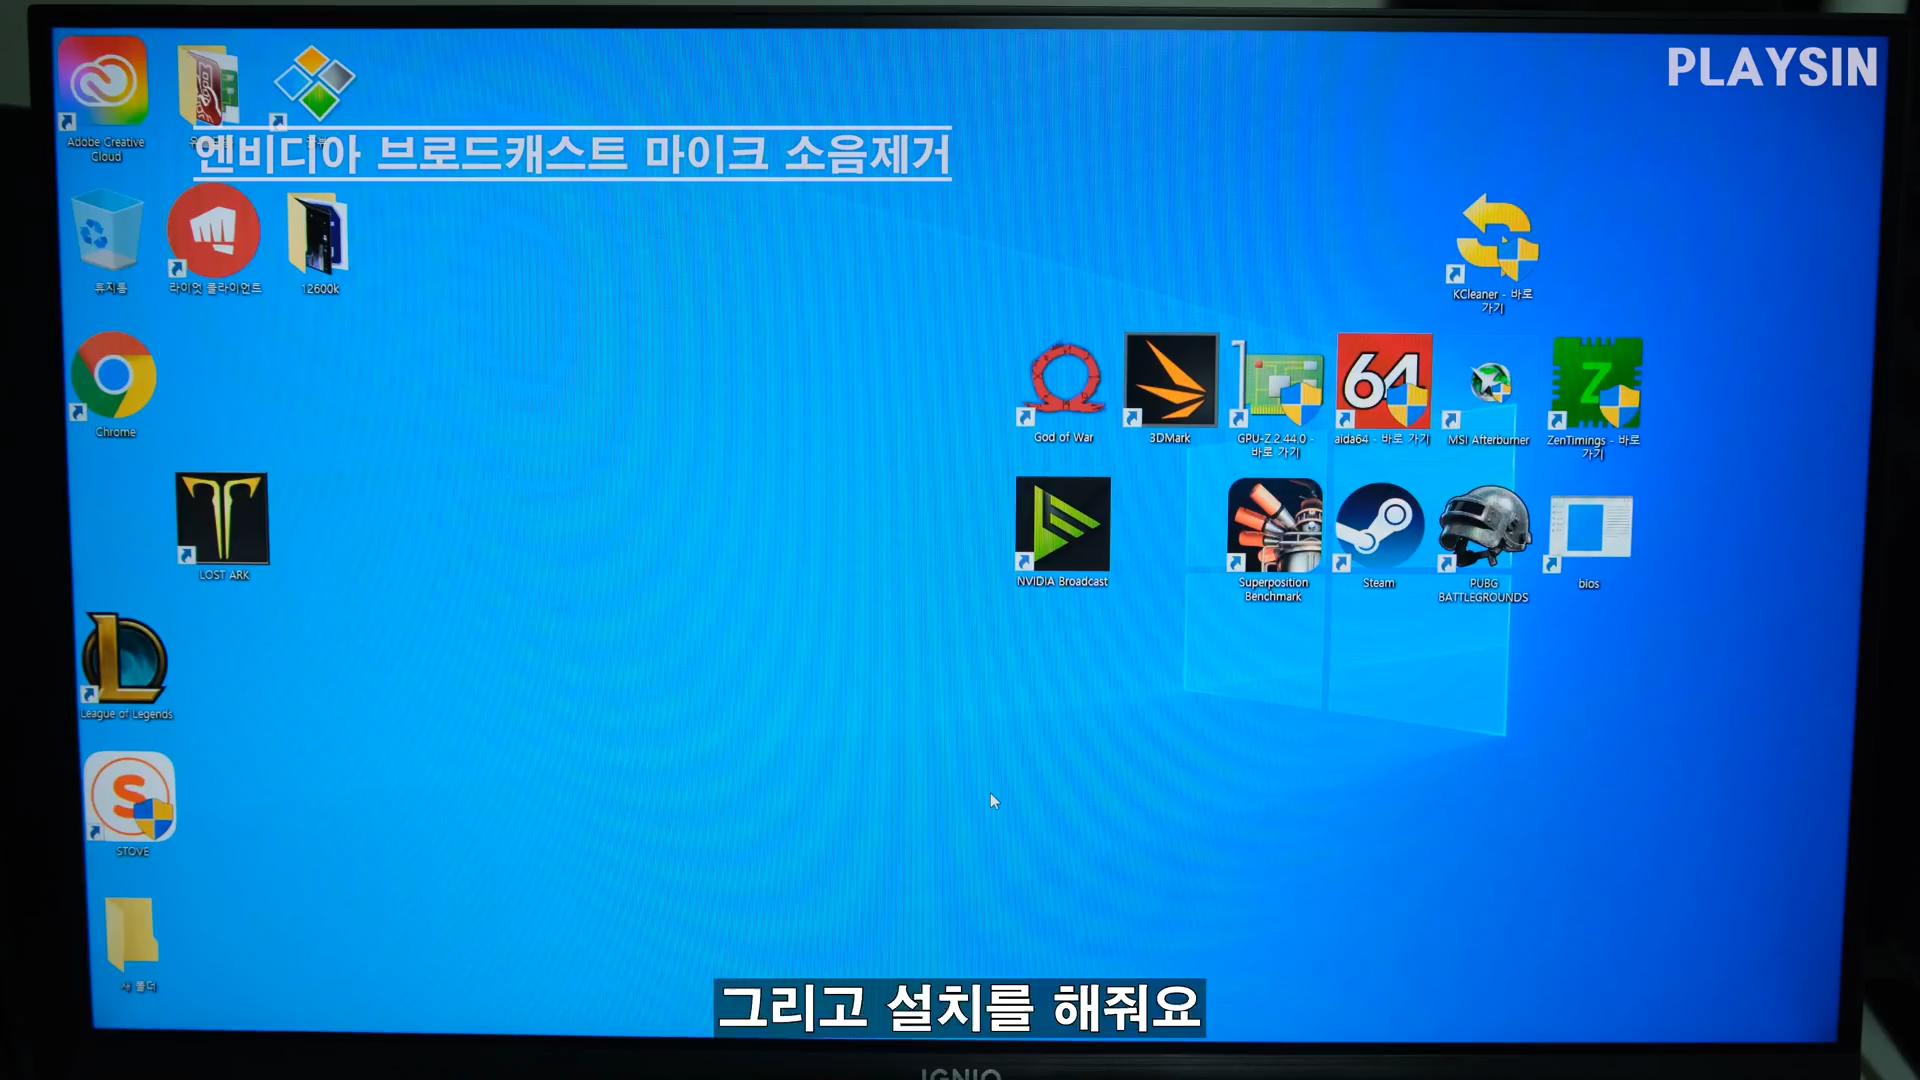 PLAYSIN
엔비디아 브로드캐스트 마이크 소음제거
Adobe Creative
Cloud
휴지통
라이엇 클라이언트
12600k
KCleaner - 바로
가기
Chrome
God of War
3DMark
GPU-Z 2.44.0 -
바로 가기
aida64 - 바로 가기
MSI Afterburner
ZenTimings - 바로
가기
LOST ARK
NVIDIA Broadcast
Superposition
Benchmark
Steam
PUBG
BATTLEGROUNDS
bios
League of Legends
STOVE
새 폴더
그리고 설치를 해줘요